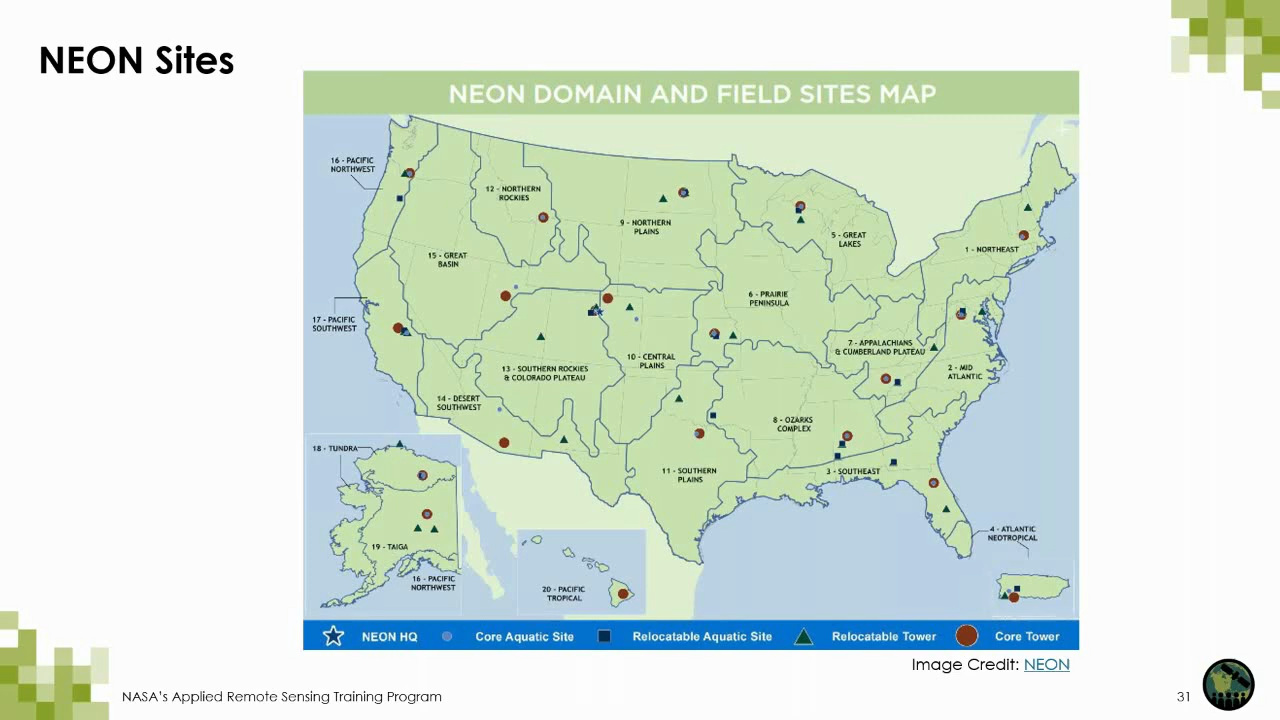 NEON Sites
NEON DOMAIN AND FIELD SITES MAP
16 - PACIFIC
NORTHWEST
12 - NORTHERN
ROCKIES
9 - NORTHERN
PLAINS
5 - GREAT
LAKES
1 - NORTHEAST
15 - GREAT
BASIN
6 - PRAIRIE
PENINSULA
17 - PACIFIC
SOUTHWEST
7 - APPALACHIANS
& CUMBERLAND PLATEAU
10 - CENTRAL
PLAINS
13 - SOUTHERN ROCKIES
& COLORADO PLATEAU
2 - MID
ATLANTIC
14 - DESERT
SOUTHWEST
8 - OZARKS
COMPLEX
18 - TUNDRA
11 - SOUTHERN
PLAINS
3 - SOUTHEAST
4 - ATLANTIC
NEOTROPICAL
19 - TAIGA
16 - PACIFIC
NORTHWEST
20 - PACIFIC
TROPICAL
NEON HQ Core Aquatic Site Relocatable Aquatic Site Relocatable Tower Core Tower
Image Credit: NEON
NASA's Applied Remote Sensing Training Program
31